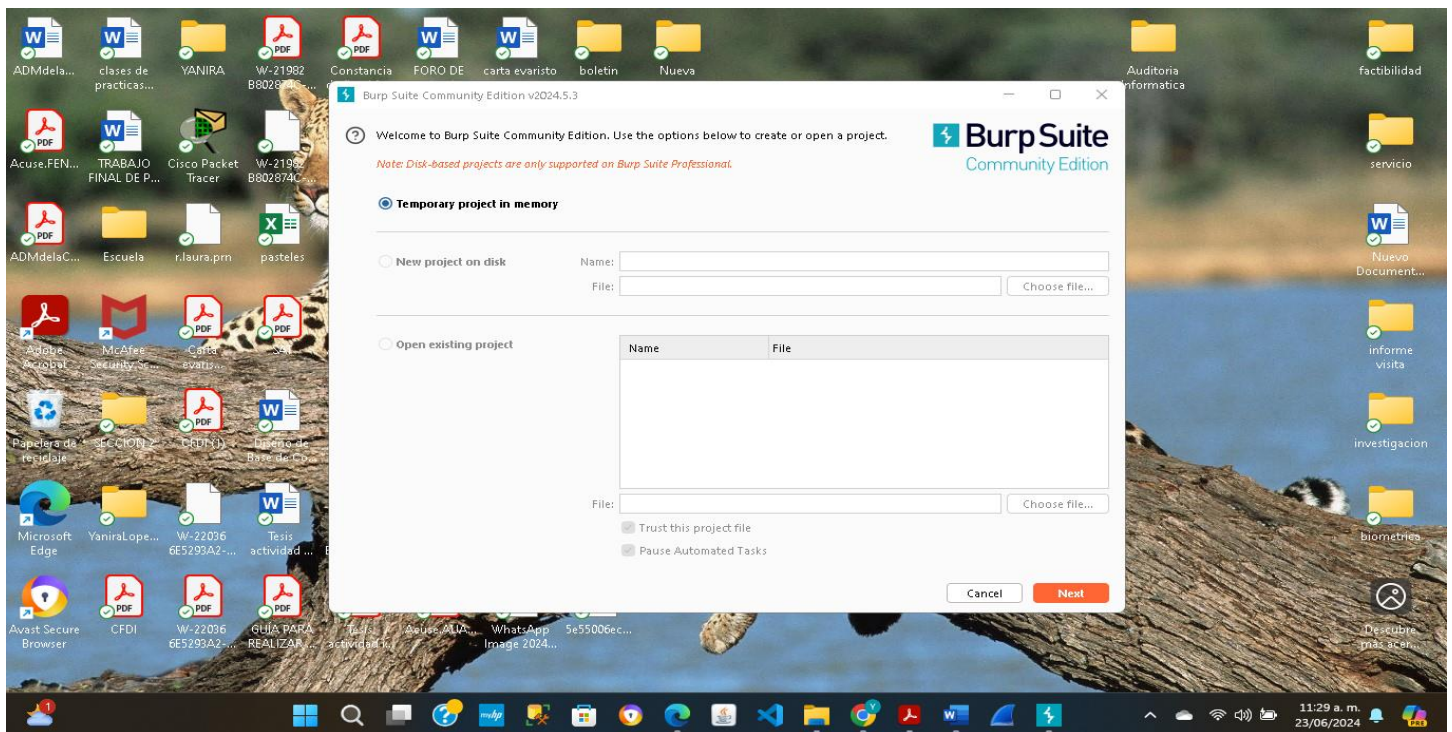 ADMdela...
clases de
practicas...
YANIRA
W-21982
Constancia
FORO DE
carta evaristo
boletin
Nueva
Auditoria
factibilidad
Burp Suite Community Edition v2024.5.3
Welcome to Burp Suite Community Edition. Use the options below to create or open a project.
Note: Disk-based projects are only supported on Burp Suite Professional.
Burp Suite
Community Edition
Acuse.FEN...
TRABAJO
FINAL DE P...
Cisco Packet
Tracer
W-21982
B802874C-...
servicio
Temporary project in memory
ADMdelaC...
Escuela
r.laura.prn
pasteles
New project on disk
Name:
File:
Choose file...
Nuevo
Document...
Open existing project
Name
File
Adobe
Acrobat
McAfee
Security Sc...
Carta
evaris...
SAT
informe
visita
Papelera de
reciclaje
SECCION 2
CFDI (1)
Diseño de
Base de Co...
investigacion
File:
Choose file...
Trust this project file
Pause Automated Tasks
Microsoft
Edge
YaniraLope...
W-22036
6E5293A2-...
Tesis
actividad ...
biometrica
Cancel
Next
Avast Secure
Browser
CFDI
W-22036
6E5293A2-...
GUÍA PARA
REALIZAR ...
Tesis
Acuse.AUA...
WhatsApp
Image 2024...
5e55006ec...
Descubre
más acer...
11:29 a. m.
23/06/2024